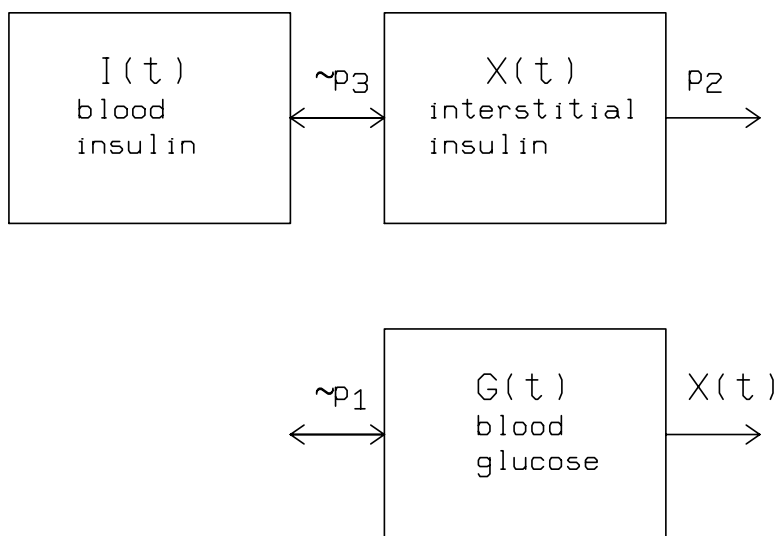 I(t)
blood
insulin
~p3
X(t)
interstitial
insulin
p2
~p1
G(t)
blood
glucose
X(t)